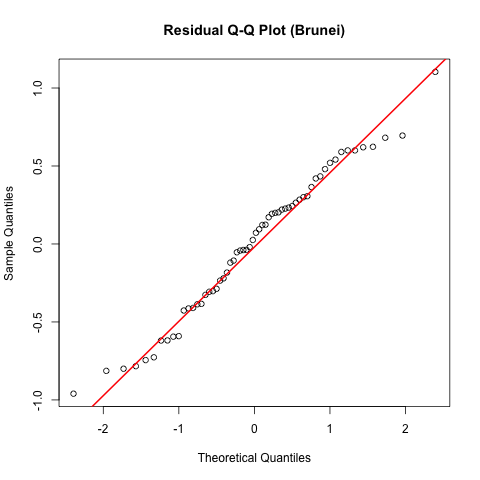 Residual Q-Q Plot (Brunei)
Sample Quantiles
1.0
0.5
0.0
-0.5
-1.0
-2 -1 0 1 2
Theoretical Quantiles